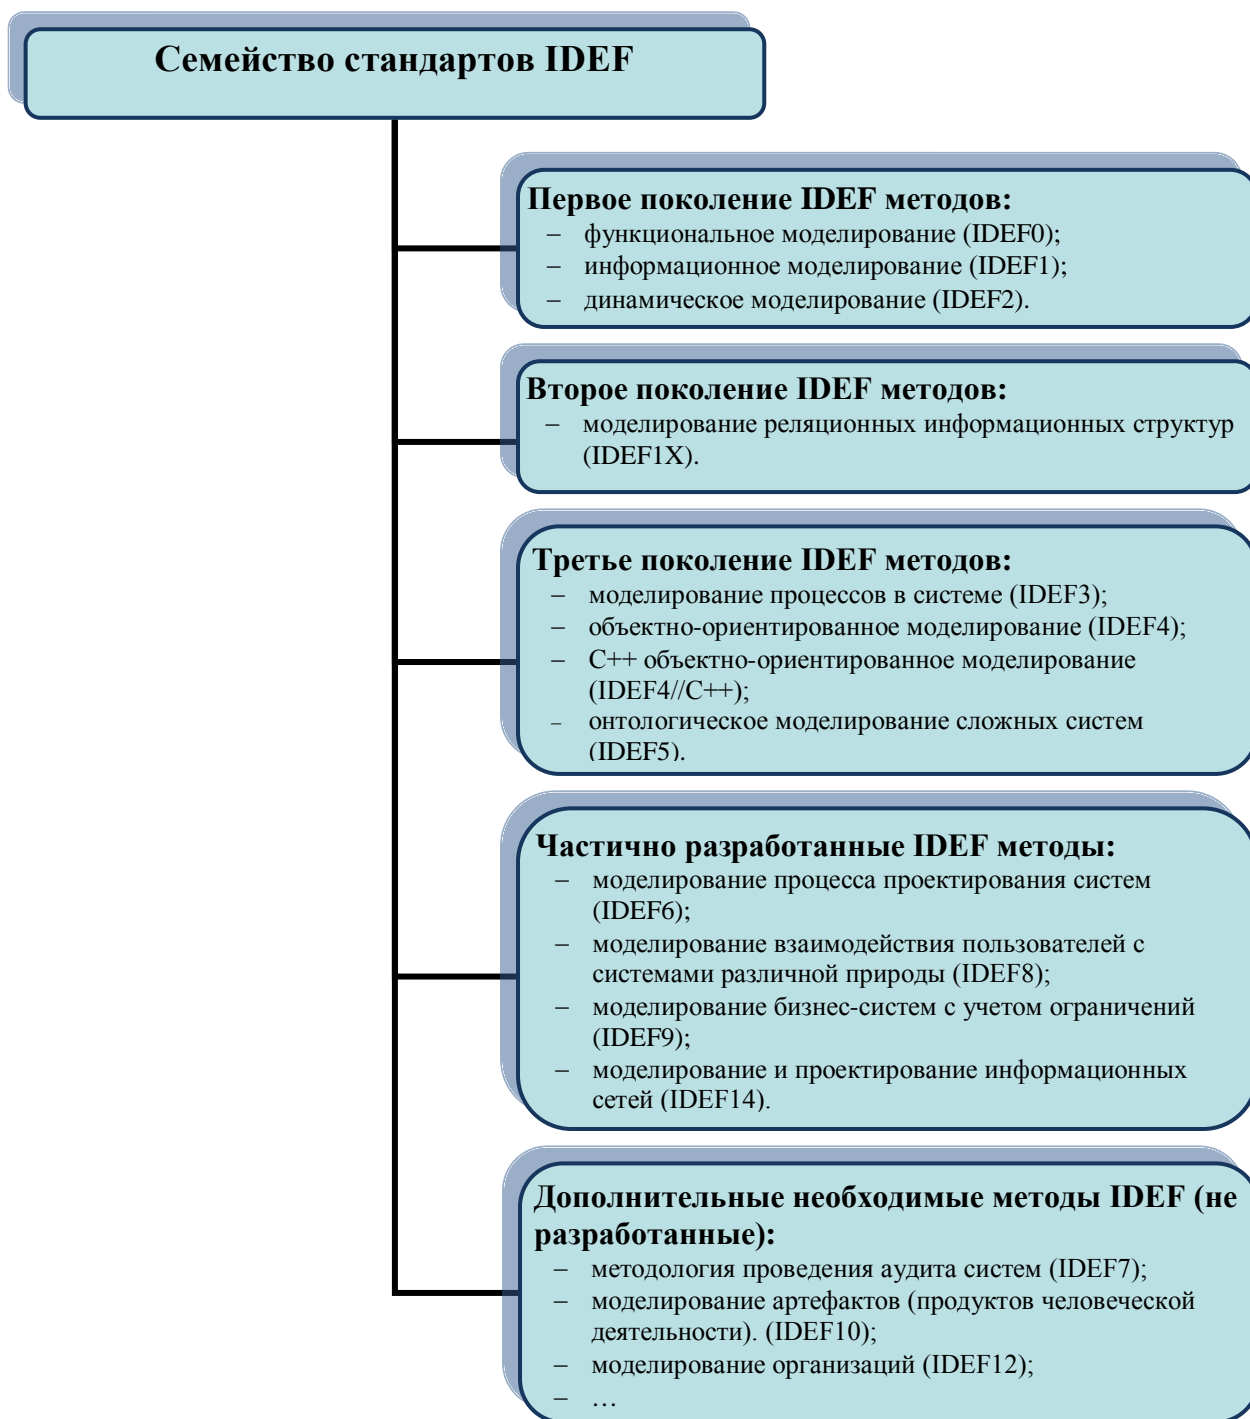 Семейство стандартов IDEF
Первое поколение IDEF методов:
– функциональное моделирование (IDEF0);
– информационное моделирование (IDEF1);
– динамическое моделирование (IDEF2).
Второе поколение IDEF методов:
– моделирование реляционных информационных структур
(IDEF1X).
Третье поколение IDEF методов:
– моделирование процессов в системе (IDEF3);
– объектно-ориентированное моделирование (IDEF4);
– C++ объектно-ориентированное моделирование
(IDEF4//C++);
– онтологическое моделирование сложных систем
(IDEF5).
Частично разработанные IDEF методы:
– моделирование процесса проектирования систем
(IDEF6);
– моделирование взаимодействия пользователей с
системами различной природы (IDEF8);
– моделирование бизнес-систем с учетом ограничений
(IDEF9);
– моделирование и проектирование информационных
сетей (IDEF14).
Дополнительные необходимые методы IDEF (не
разработанные):
– методология проведения аудита систем (IDEF7);
– моделирование артефактов (продуктов человеческой
деятельности). (IDEF10);
– моделирование организаций (IDEF12);
– …